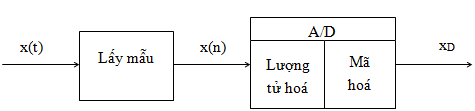 x(t)
Lấy mẫu
x(n)
A/D
Lượng
tử hoá
Mã
hoá
xD